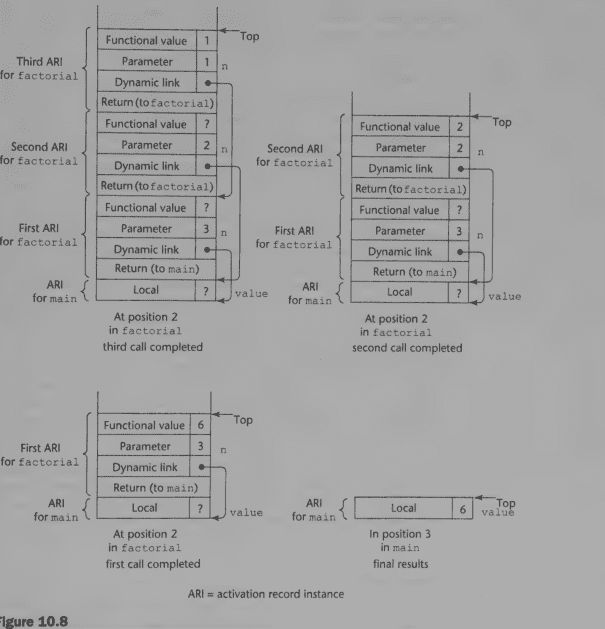 Third ARI
for factorial
Functional value 1
Parameter 1 n
Dynamic link
Return (to factorial)
Top
Second ARI
for factorial
Functional value ?
Parameter 2 n
Dynamic link
Return (to factorial)
First ARI
for factorial
Functional value ?
Parameter 3 n
Dynamic link
Return (to main)
ARI
for main
Local ? value
At position 2
in factorial
third call completed
Second ARI
for factorial
Functional value 2
Parameter 2 n
Dynamic link
Return (to factorial)
Top
First ARI
for factorial
Functional value ?
Parameter 3 n
Dynamic link
Return (to main)
ARI
for main
Local ? value
At position 2
in factorial
second call completed
First ARI
for factorial
Functional value 6
Parameter 3 n
Dynamic link
Return (to main)
Top
ARI
for main
Local ? value
At position 2
in factorial
first call completed
ARI
for main
Local 6
Top
value
In position 3
in main
final results
ARI = activation record instance
Figure 10.8